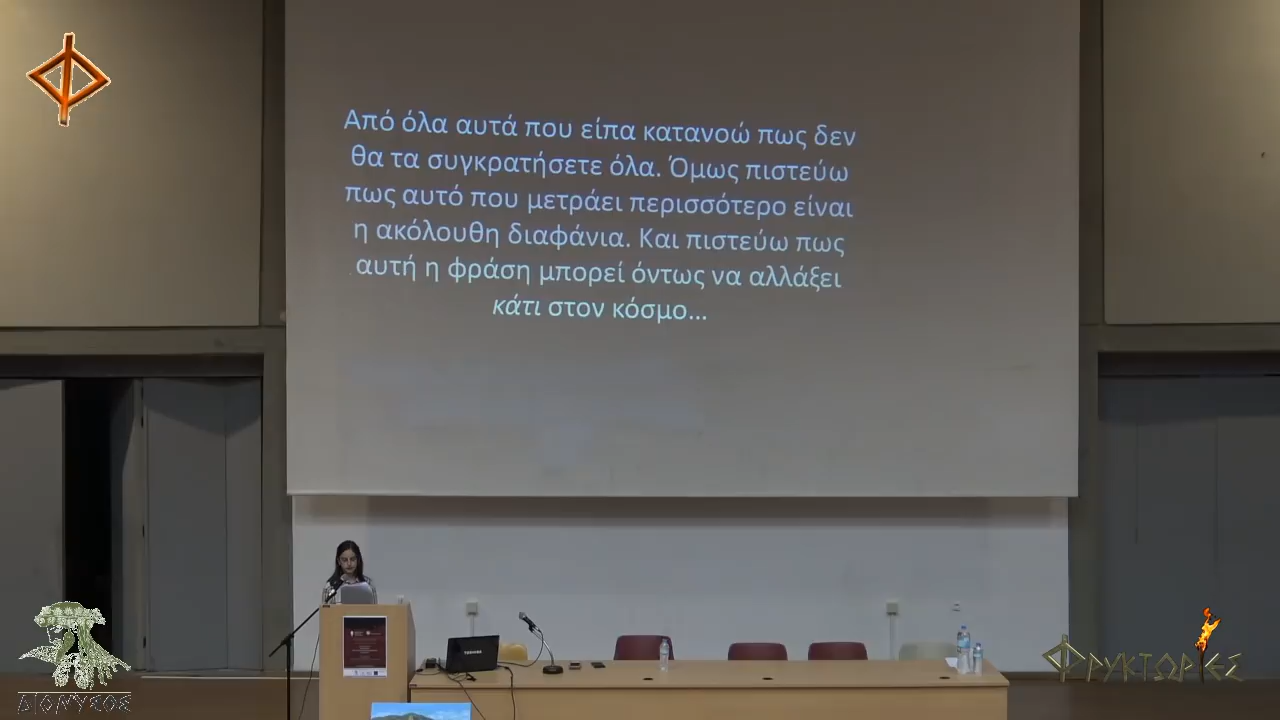 Από όλα αυτά που είπα κατανοώ πως δεν
θα τα συγκρατήσετε όλα. Όμως πιστεύω
πως αυτό που μετράει περισσότερο είναι
η ακόλουθη διαφάνια. Και πιστεύω πως
αυτή η φράση μπορεί όντως να αλλάξει
κάτι στον κόσμο...
TOSHIBA
ΔΙΟΝΥΣΟΣ
ΦΡΥΚΤΩΡΙΕΣ